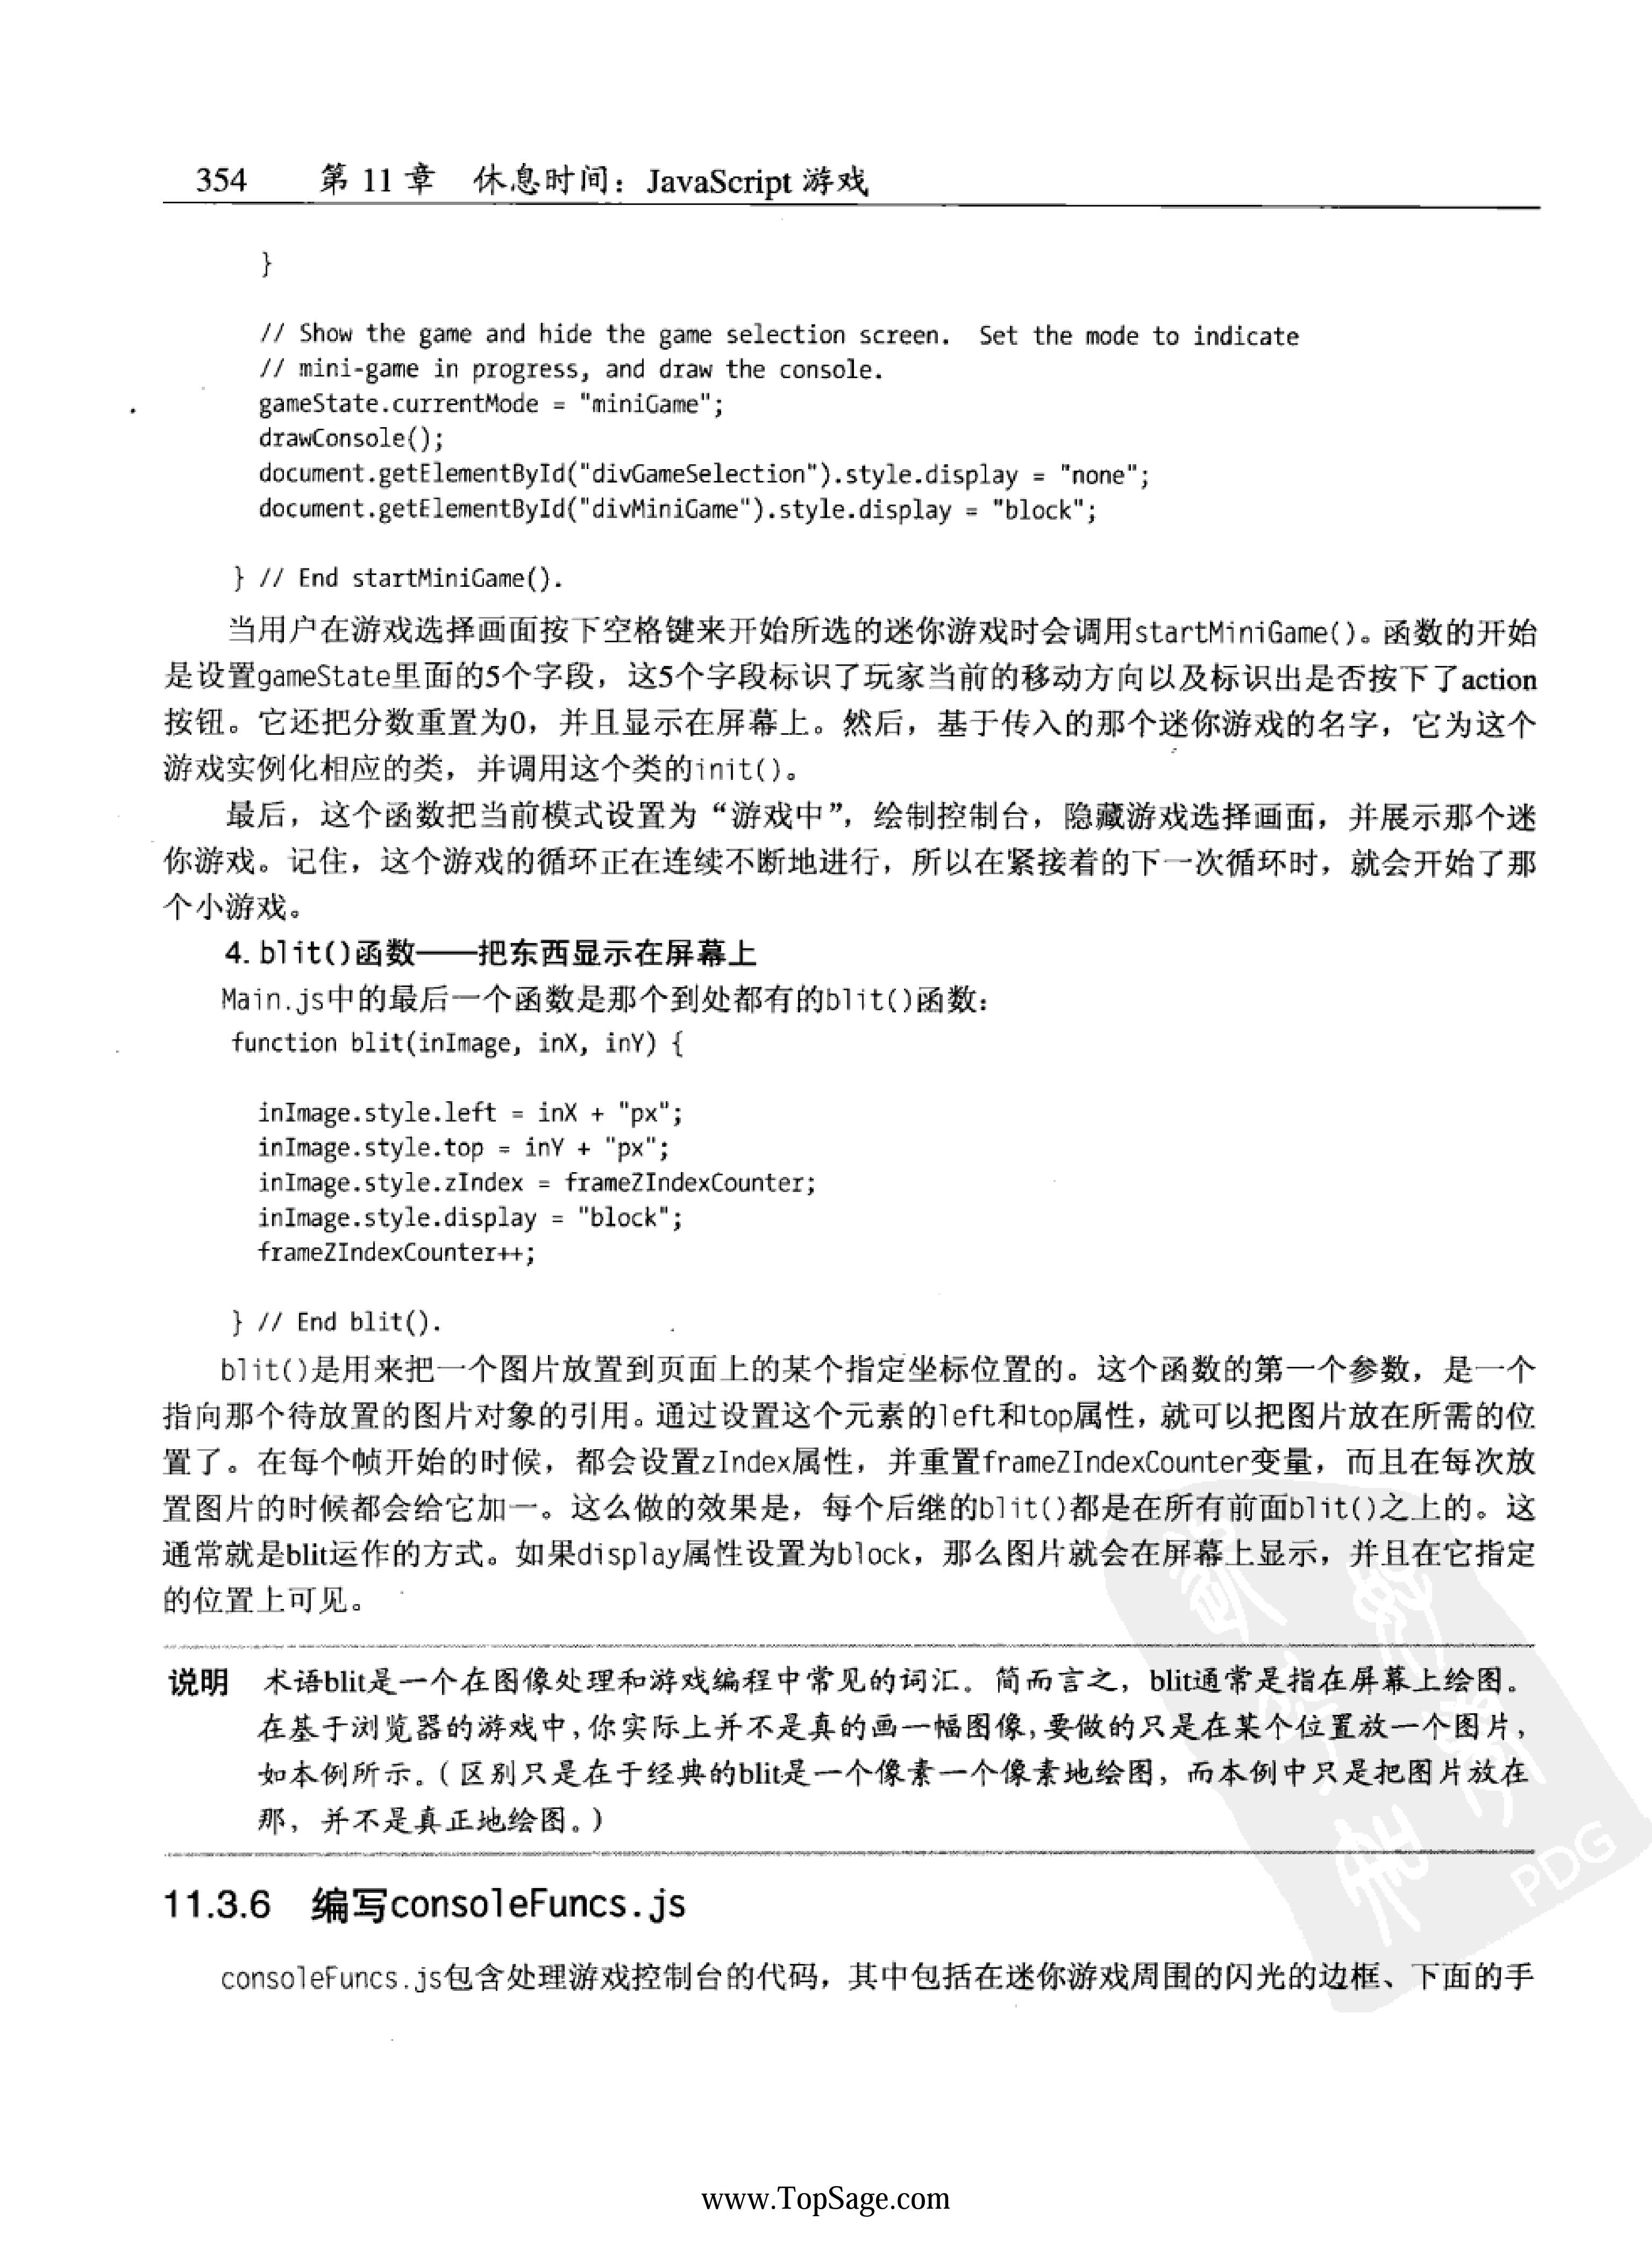 354 第 11 章 休息时间：JavaScript 游戏
}
// Show the game and hide the game selection screen.  Set the mode to indicate
// mini-game in progress, and draw the console.
gameState.currentMode = "miniGame";
drawConsole();
document.getElementById("divGameSelection").style.display = "none";
document.getElementById("divMiniGame").style.display = "block";
} // End startMiniGame().
当用户在游戏选择画面按下空格键来开始所选的迷你游戏时会调用startMiniGame()。函数的开始
是设置gameState里面的5个字段，这5个字段标识了玩家当前的移动方向以及标识出是否按下了action
按钮。它还把分数重置为0，并且显示在屏幕上。然后，基于传入的那个迷你游戏的名字，它为这个
游戏实例化相应的类，并调用这个类的init()。
最后，这个函数把当前模式设置为“游戏中”，绘制控制台，隐藏游戏选择画面，并展示那个迷
你游戏。记住，这个游戏的循环正在连续不断地进行，所以在紧接着的下一次循环时，就会开始了那
个小游戏。
4. blit()函数——把东西显示在屏幕上
Main.js中的最后一个函数是那个到处都有的blit()函数：
function blit(inImage, inX, inY) {
inImage.style.left = inX + "px";
inImage.style.top = inY + "px";
inImage.style.zIndex = frameZIndexCounter;
inImage.style.display = "block";
frameZIndexCounter++;
} // End blit().
blit()是用来把一个图片放置到页面上的某个指定坐标位置的。这个函数的第一个参数，是一个
指向那个待放置的图片对象的引用。通过设置这个元素的left和top属性，就可以把图片放在所需的位
置了。在每个帧开始的时候，都会设置zIndex属性，并重置frameZIndexCounter变量，而且在每次放
置图片的时候都会给它加一。这么做的效果是，每个后继的blit()都是在所有前面blit()之上的。这
通常就是blit运作的方式。如果display属性设置为block，那么图片就会在屏幕上显示，并且在它指定
的位置上可见。
说明 术语blit是一个在图像处理和游戏编程中常见的词汇。简而言之，blit通常是指在屏幕上绘图。
在基于浏览器的游戏中，你实际上并不是真的画一幅图像，要做的只是在某个位置放一个图片，
如本例所示。（区别只是在于经典的blit是一个像素一个像素地绘图，而本例中只是把图片放在
那，并不是真正地绘图。）
PDG
11.3.6 编写consoleFuncs.js
consoleFuncs.js包含处理游戏控制台的代码，其中包括在迷你游戏周围的闪光的边框、下面的手
www.TopSage.com